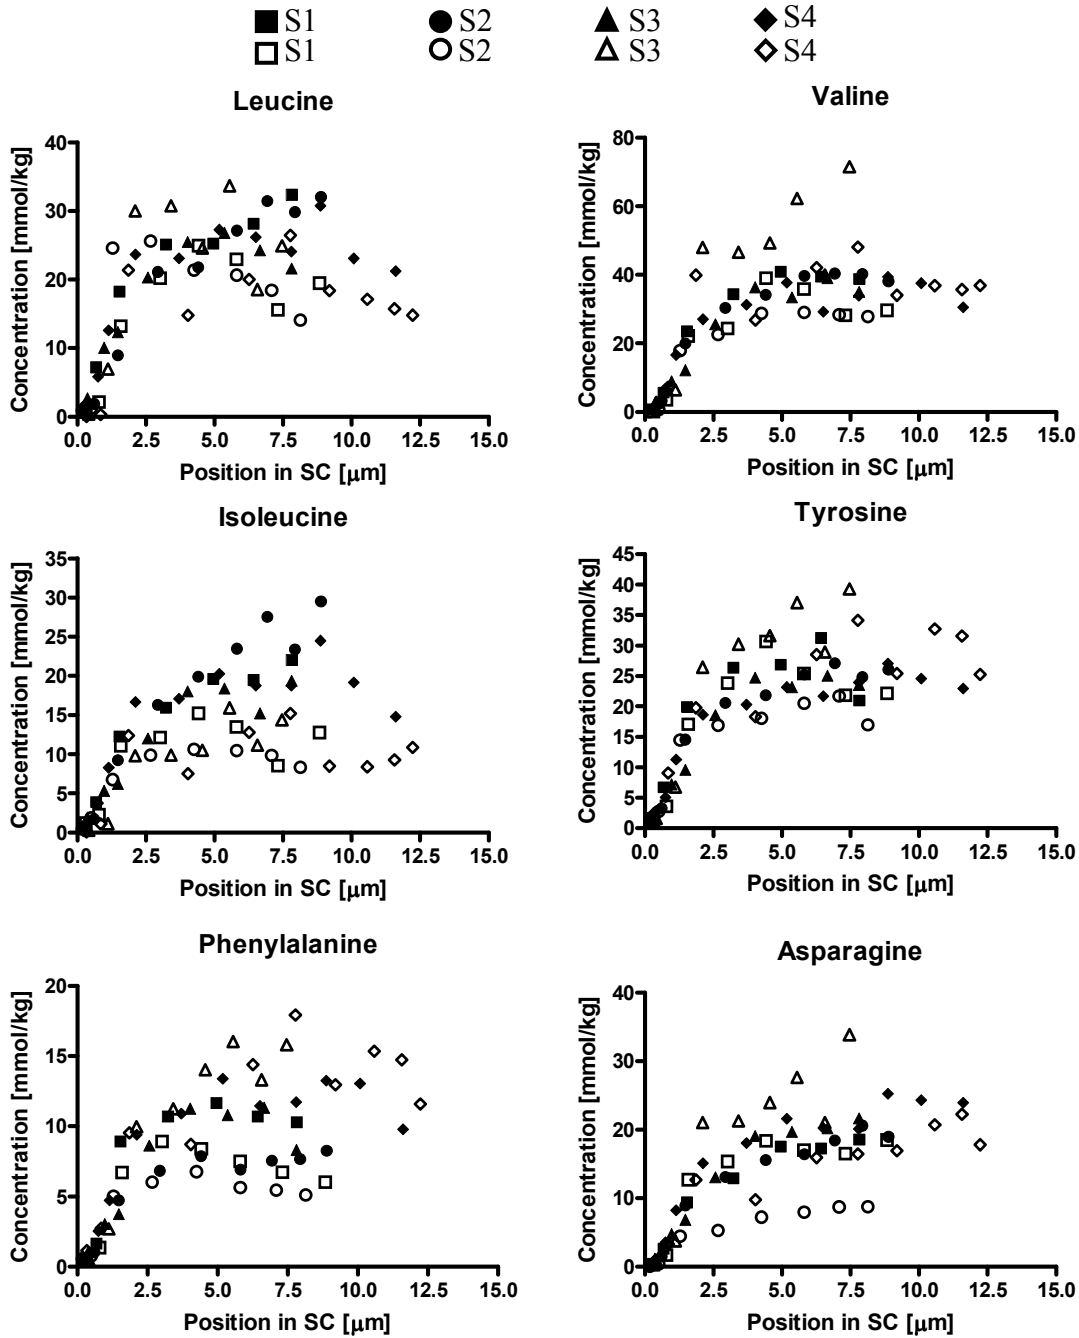 S1 S2 S3 S4
S1 S2 S3 S4
Leucine
Concentration [mmol/kg]
40
30
20
10
0
0.0 2.5 5.0 7.5 10.0 12.5 15.0
Position in SC [μm]
Valine
Concentration [mmol/kg]
80
60
40
20
0
0.0 2.5 5.0 7.5 10.0 12.5 15.0
Position in SC [μm]
Isoleucine
Concentration [mmol/kg]
35
30
25
20
15
10
5
0
0.0 2.5 5.0 7.5 10.0 12.5 15.0
Position in SC [μm]
Tyrosine
Concentration [mmol/kg]
45
40
35
30
25
20
15
10
5
0
0.0 2.5 5.0 7.5 10.0 12.5 15.0
Position in SC [μm]
Phenylalanine
Concentration [mmol/kg]
20
15
10
5
0
0.0 2.5 5.0 7.5 10.0 12.5 15.0
Position in SC [μm]
Asparagine
Concentration [mmol/kg]
40
30
20
10
0
0.0 2.5 5.0 7.5 10.0 12.5 15.0
Position in SC [μm]